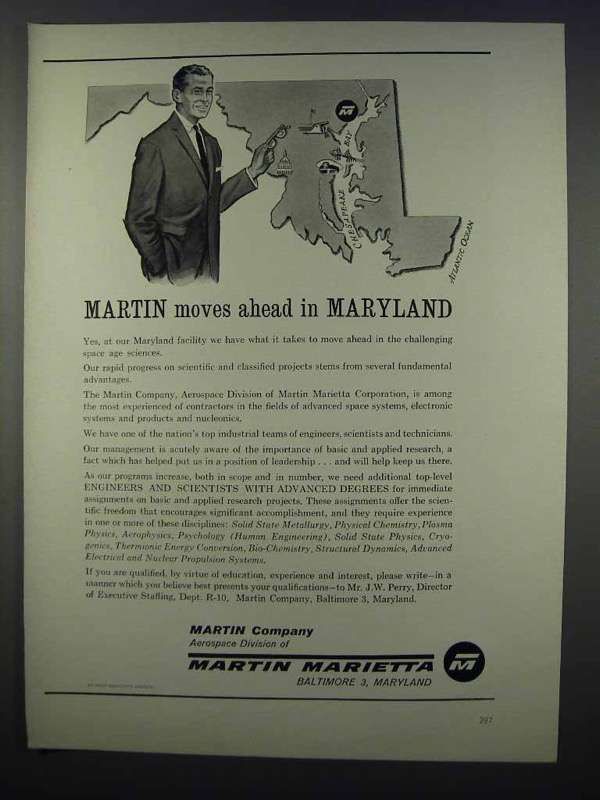 M
CHESAPEAKE BAY
ATLANTIC OCEAN
MARTIN moves ahead in MARYLAND
Yes, at our Maryland facility we have what it takes to move ahead in the challenging
space age sciences.
Our rapid progress on scientific and classified projects stems from several fundamental
advantages.
The Martin Company, Aerospace Division of Martin Marietta Corporation, is among
the most experienced of contractors in the fields of advanced space systems, electronic
systems and products and nucleonics.
We have one of the nation's top industrial teams of engineers, scientists and technicians.
Our management is acutely aware of the importance of basic and applied research, a
fact which has helped put us in a position of leadership . . . and will help keep us there.
As our programs increase, both in scope and in number, we need additional top-level
ENGINEERS AND SCIENTISTS WITH ADVANCED DEGREES for immediate
assignments on basic and applied research projects. These assignments offer the scien-
tific freedom that encourages significant accomplishment, and they require experience
in one or more of these disciplines: Solid State Metallurgy, Physical Chemistry, Plasma
Physics, Aerophysics, Psychology (Human Engineering), Solid State Physics, Cryo-
genics, Thermionic Energy Conversion, Bio-Chemistry, Structural Dynamics, Advanced
Electrical and Nuclear Propulsion Systems.
If you are qualified, by virtue of education, experience and interest, please write—in a
manner which you believe best presents your qualifications—to Mr. J.W. Perry, Director
of Executive Staffing, Dept. R-10, Martin Company, Baltimore 3, Maryland.
MARTIN Company
Aerospace Division of
MARTIN MARIETTA
M
BALTIMORE 3, MARYLAND